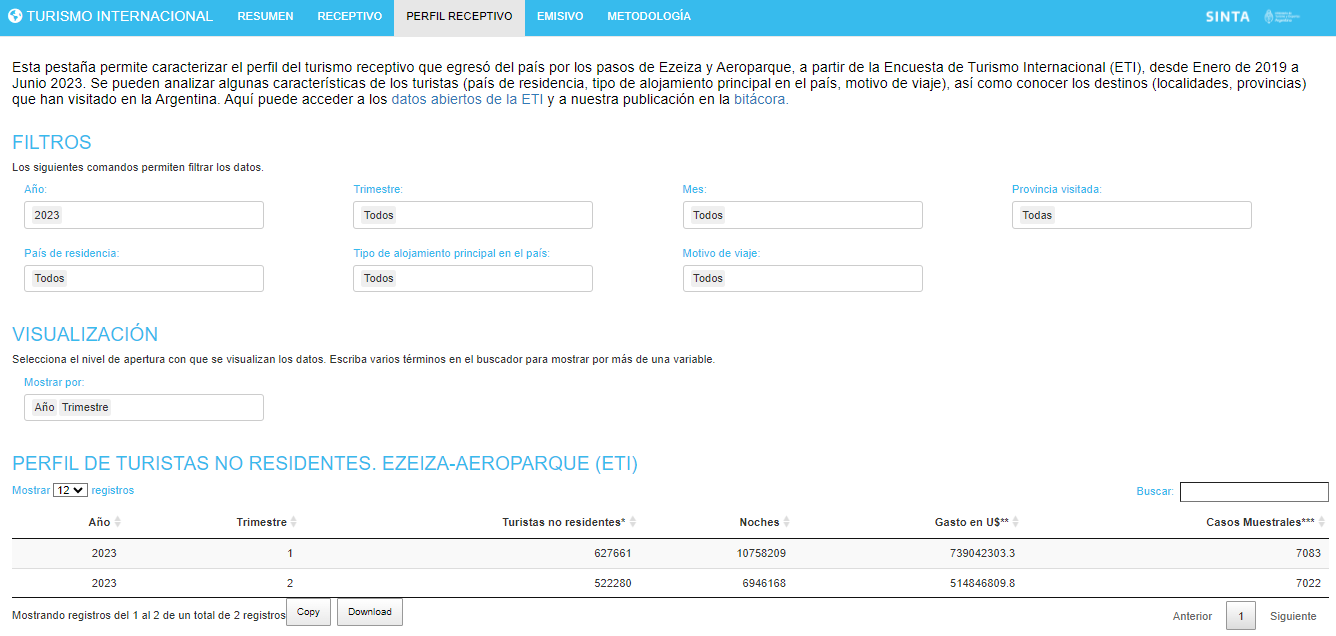 TURISMO INTERNACIONAL RESUMEN RECEPTIVO PERFIL RECEPTIVO EMISIVO METODOLOGÍA SINTA
Esta pestaña permite caracterizar el perfil del turismo receptivo que egresó del país por los pasos de Ezeiza y Aeroparque, a partir de la Encuesta de Turismo Internacional (ETI), desde Enero de 2019 a
Junio 2023. Se pueden analizar algunas características de los turistas (país de residencia, tipo de alojamiento principal en el país, motivo de viaje), así como conocer los destinos (localidades, provincias)
que han visitado en la Argentina. Aquí puede acceder a los datos abiertos de la ETI y a nuestra publicación en la bitácora.
FILTROS
Los siguientes comandos permiten filtrar los datos.
Año: Trimestre: Mes: Provincia visitada:
2023 Todos Todos Todas
País de residencia: Tipo de alojamiento principal en el país: Motivo de viaje:
Todos Todos Todos
VISUALIZACIÓN
Selecciona el nivel de apertura con que se visualizan los datos. Escriba varios términos en el buscador para mostrar por más de una variable.
Mostrar por:
Año Trimestre
PERFIL DE TURISTAS NO RESIDENTES. EZEIZA-AEROPARQUE (ETI)
Mostrar 12 registros Buscar:
Año Trimestre Turistas no residentes* Noches Gasto en U$** Casos Muestrales***
2023 1 627661 10758209 739042303.3 7083
2023 2 522280 6946168 514846809.8 7022
Mostrando registros del 1 al 2 de un total de 2 registros Copy Download Anterior 1 Siguiente